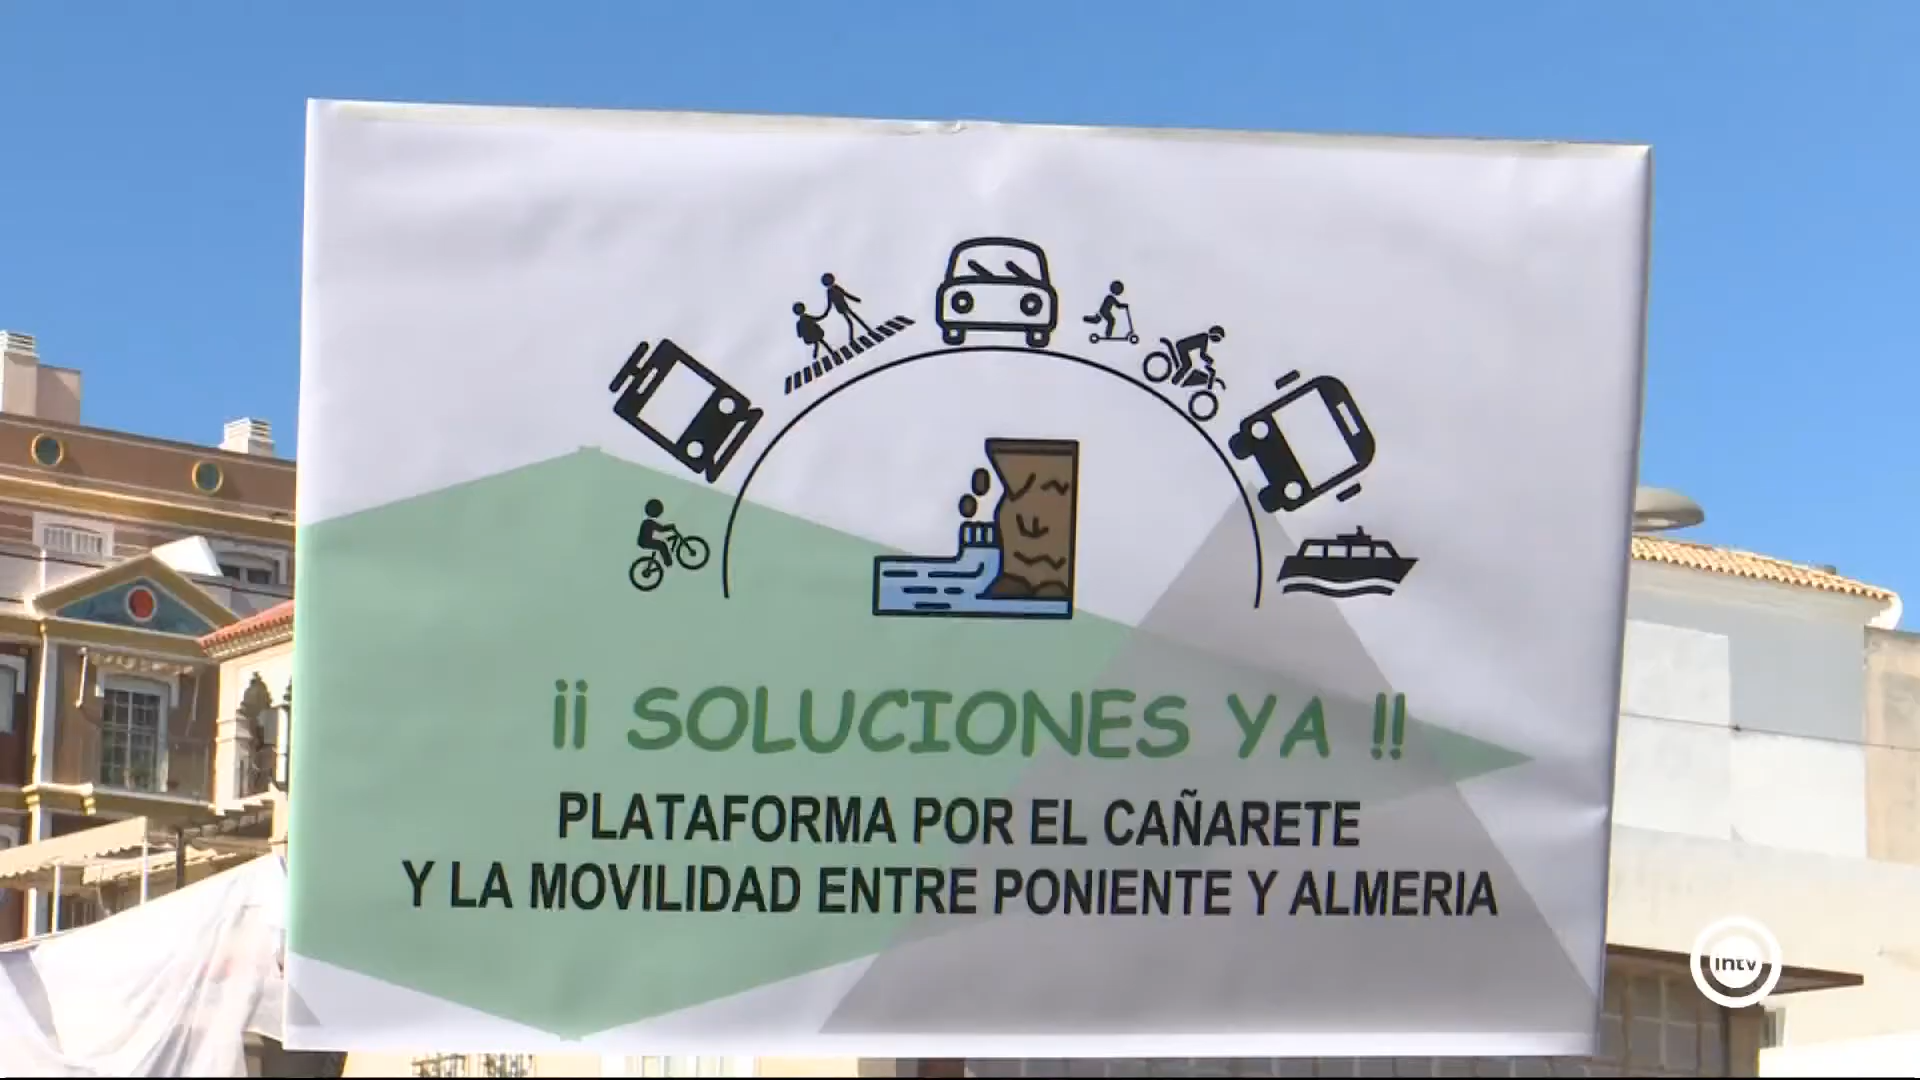 ¡¡ SOLUCIONES YA !!
PLATAFORMA POR EL CAÑARETE
Y LA MOVILIDAD ENTRE PONIENTE Y ALMERIA
intv